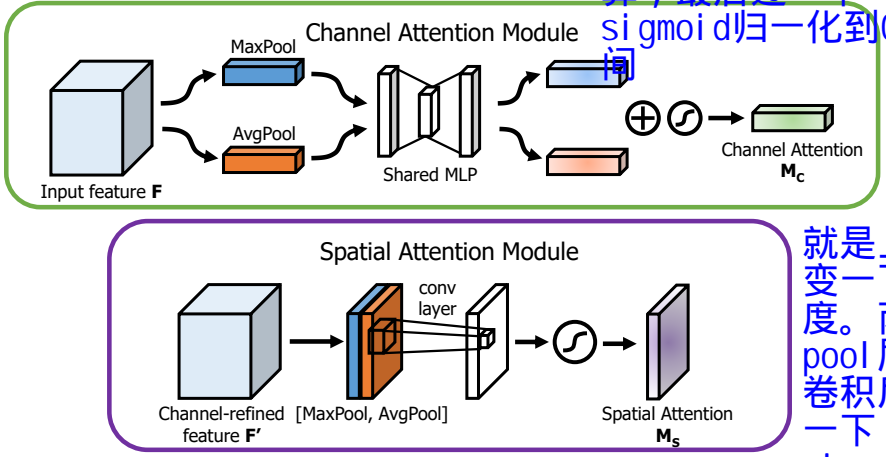 Channel Attention Module
sigmoid归一化到
间
MaxPool
AvgPool
Input feature F
Shared MLP
Channel Attention
Mc
Spatial Attention Module
conv
layer
Channel-refined
feature F’
[MaxPool, AvgPool]
Spatial Attention
Ms
就是
变一
度。
pool
卷积
一下